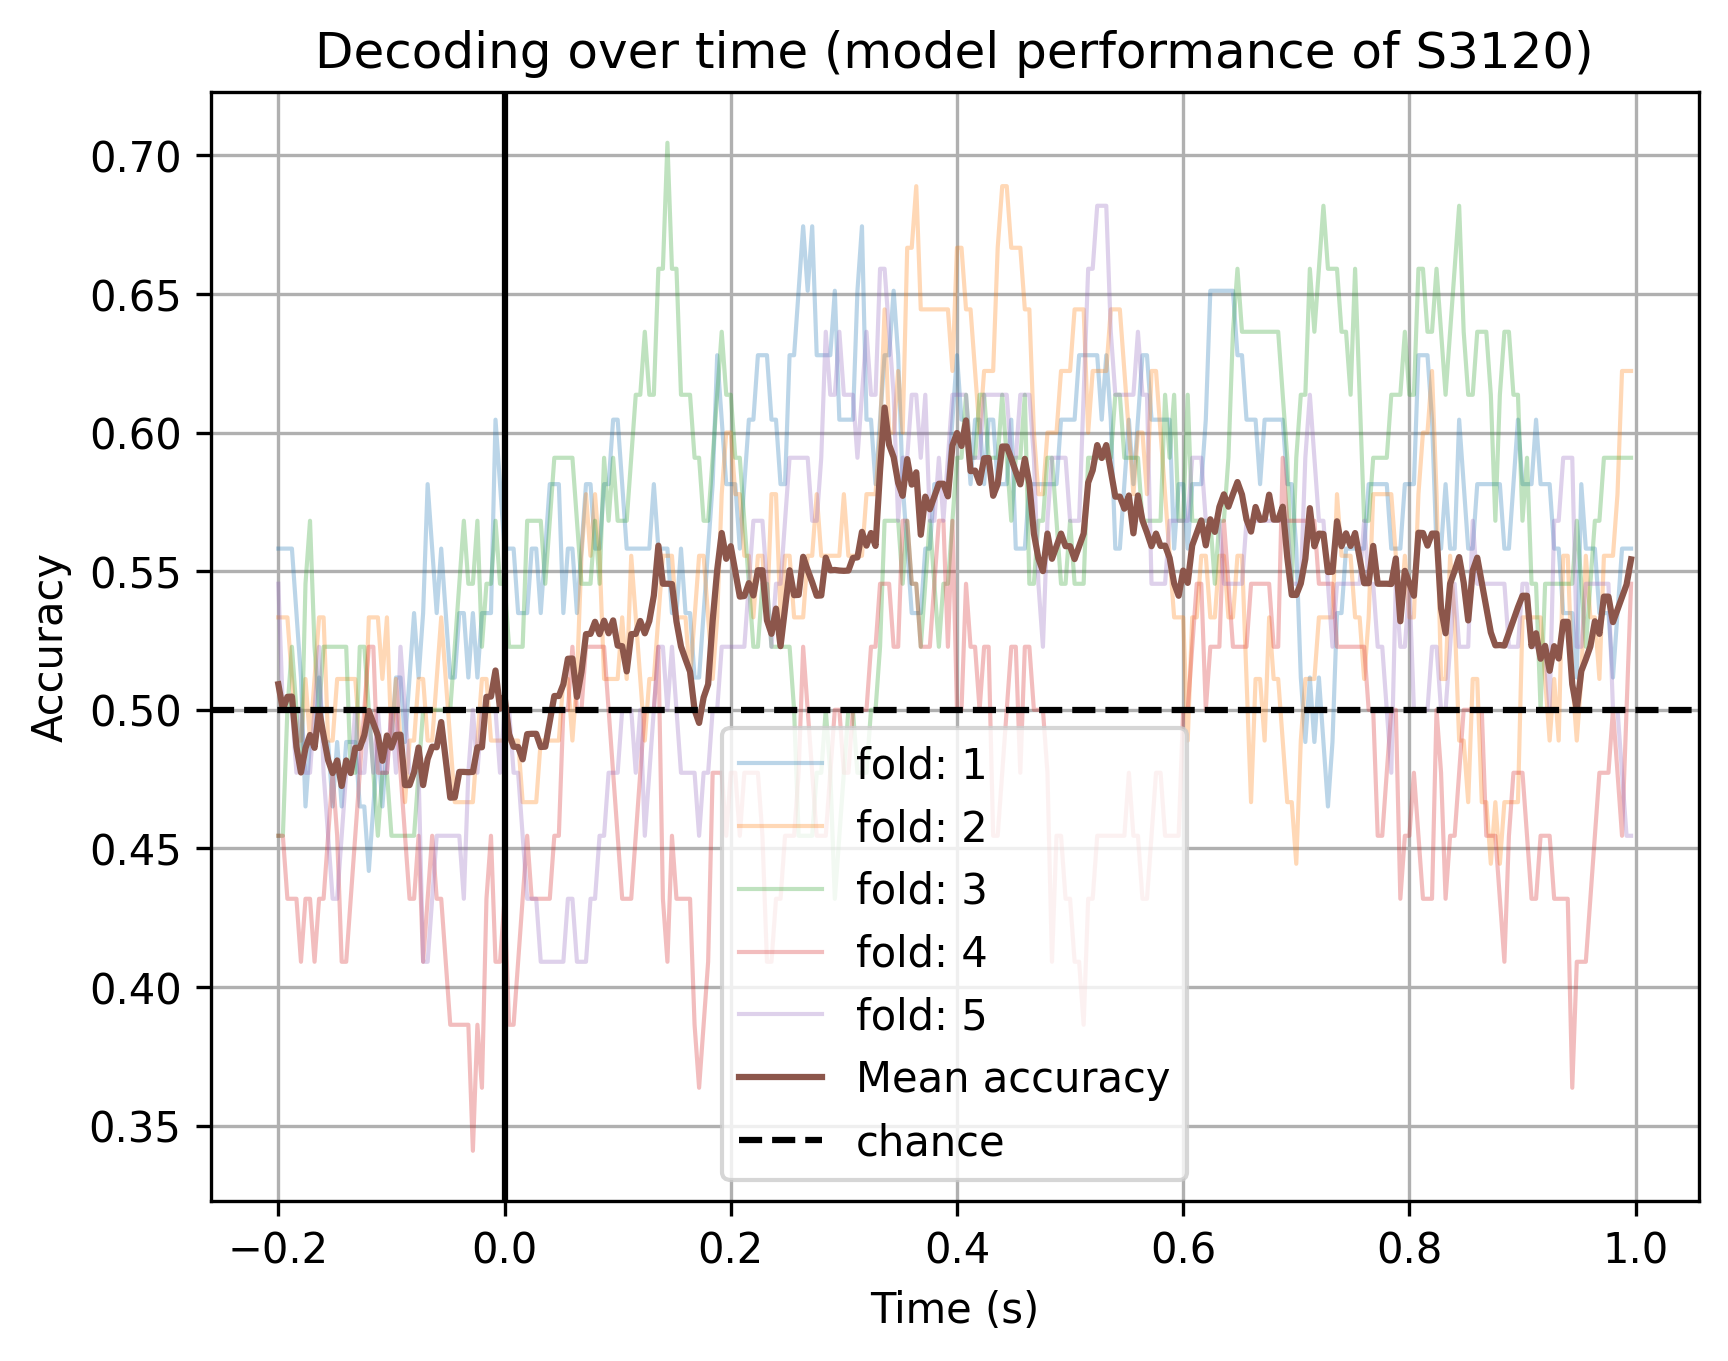 Decoding over time (model performance of S3120)
Accuracy
0.70
0.65
0.60
0.55
0.50
0.45
0.40
0.35
fold: 1
fold: 2
fold: 3
fold: 4
fold: 5
Mean accuracy
chance
−0.2 0.0 0.2 0.4 0.6 0.8 1.0
Time (s)